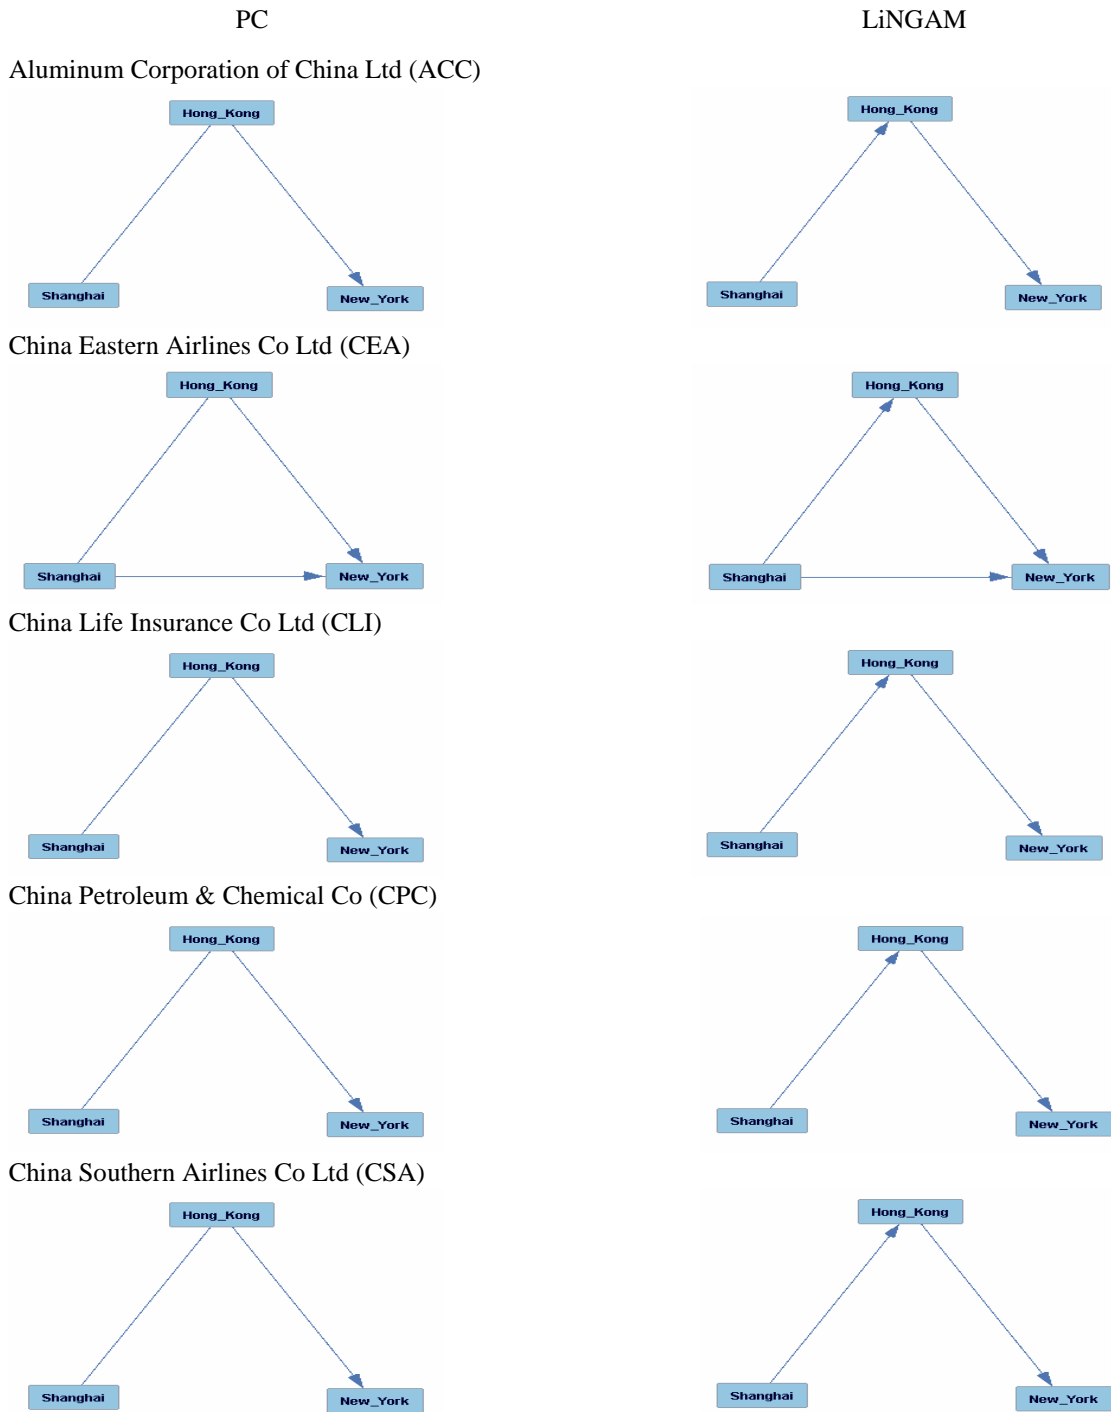 PC LiNGAM
Aluminum Corporation of China Ltd (ACC)
Hong_Kong Hong_Kong
Shanghai New_York Shanghai New_York
China Eastern Airlines Co Ltd (CEA)
Hong_Kong Hong_Kong
Shanghai New_York Shanghai New_York
China Life Insurance Co Ltd (CLI)
Hong_Kong Hong_Kong
Shanghai New_York Shanghai New_York
China Petroleum & Chemical Co (CPC)
Hong_Kong Hong_Kong
Shanghai New_York Shanghai New_York
China Southern Airlines Co Ltd (CSA)
Hong_Kong Hong_Kong
Shanghai New_York Shanghai New_York